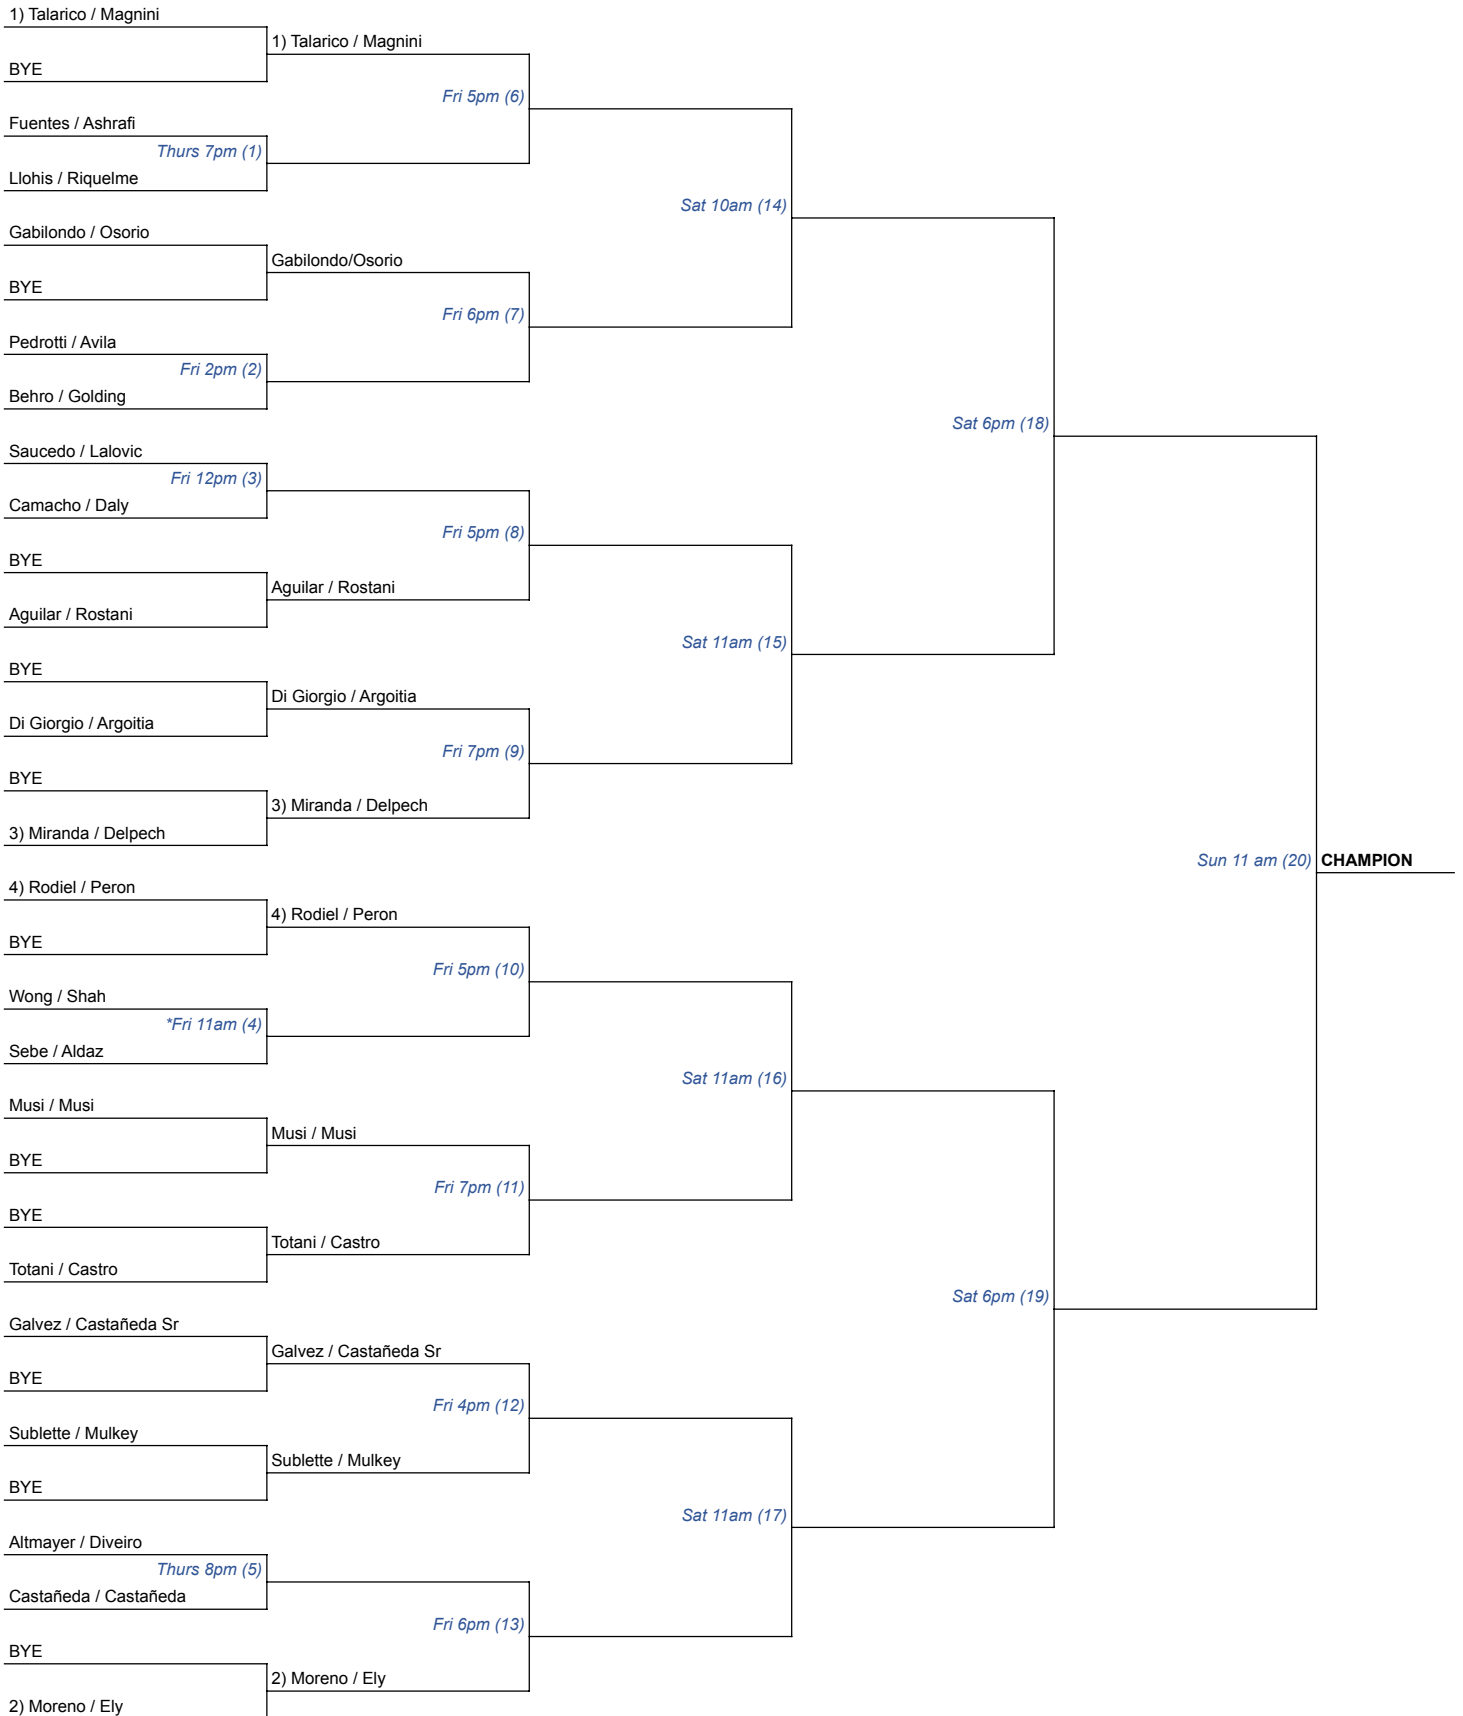 1) Talarico / Magnini
1) Talarico / Magnini
BYE
Fri 5pm (6)
Fuentes / Ashrafi
Thurs 7pm (1)
Llohis / Riquelme
Sat 10am (14)
Gabilondo / Osorio
Gabilondo/Osorio
BYE
Fri 6pm (7)
Pedrotti / Avila
Fri 2pm (2)
Behro / Golding
Sat 6pm (18)
Saucedo / Lalovic
Fri 12pm (3)
Camacho / Daly
Fri 5pm (8)
BYE
Aguilar / Rostani
Aguilar / Rostani
Sat 11am (15)
BYE
Di Giorgio / Argoitia
Di Giorgio / Argoitia
Fri 7pm (9)
BYE
3) Miranda / Delpech
3) Miranda / Delpech
Sun 11 am (20)
CHAMPION
4) Rodiel / Peron
4) Rodiel / Peron
BYE
Fri 5pm (10)
Wong / Shah
*Fri 11am (4)
Sebe / Aldaz
Sat 11am (16)
Musi / Musi
Musi / Musi
BYE
Fri 7pm (11)
BYE
Totani / Castro
Totani / Castro
Sat 6pm (19)
Galvez / Castañeda Sr
Galvez / Castañeda Sr
BYE
Fri 4pm (12)
Sublette / Mulkey
Sublette / Mulkey
BYE
Sat 11am (17)
Altmayer / Diveiro
Thurs 8pm (5)
Castañeda / Castañeda
Fri 6pm (13)
BYE
2) Moreno / Ely
2) Moreno / Ely